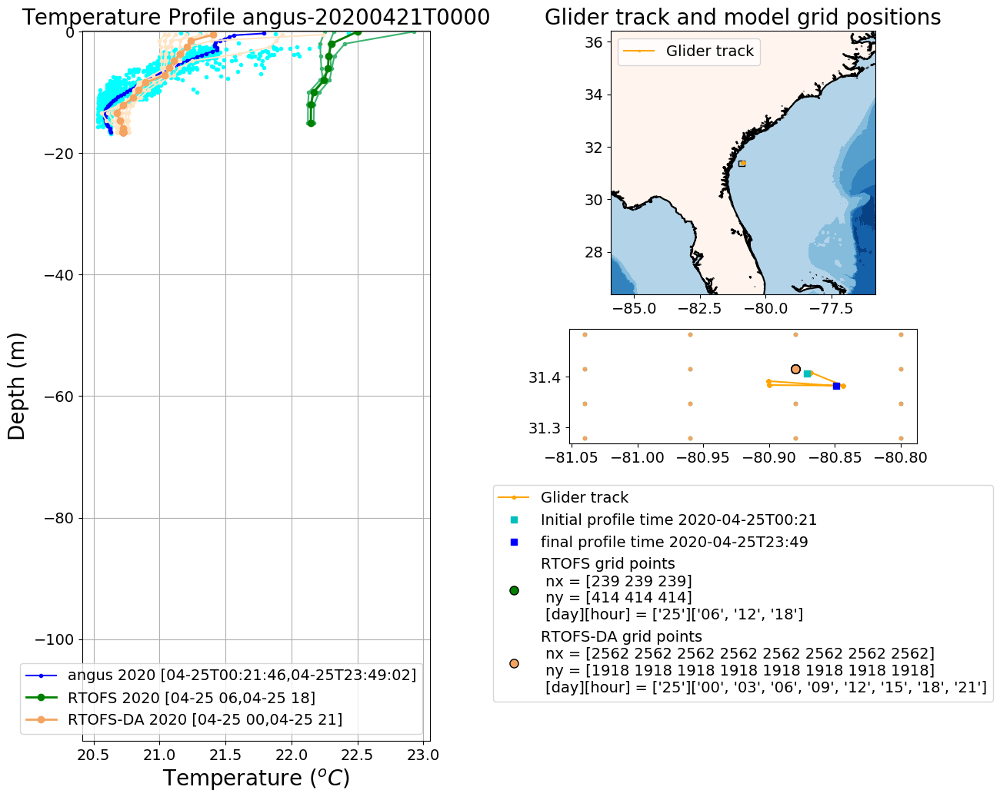 Temperature Profile angus-20200421T0000
0
−20
−40
−60
−80
−100
Depth (m)
20.5 21.0 21.5 22.0 22.5 23.0
Temperature (°C)
angus 2020 [04-25T00:21:46,04-25T23:49:02]
RTOFS 2020 [04-25 06,04-25 18]
RTOFS-DA 2020 [04-25 00,04-25 21]
Glider track and model grid positions
Glider track
36
34
32
30
28
−85.0 −82.5 −80.0 −77.5
31.4
31.3
−81.05 −81.00 −80.95 −80.90 −80.85 −80.80
Glider track
Initial profile time 2020-04-25T00:21
final profile time 2020-04-25T23:49
RTOFS grid points
nx = [239 239 239]
ny = [414 414 414]
[day][hour] = ['25']['06', '12', '18']
RTOFS-DA grid points
nx = [2562 2562 2562 2562 2562 2562 2562 2562]
ny = [1918 1918 1918 1918 1918 1918 1918 1918]
[day][hour] = ['25']['00', '03', '06', '09', '12', '15', '18', '21']